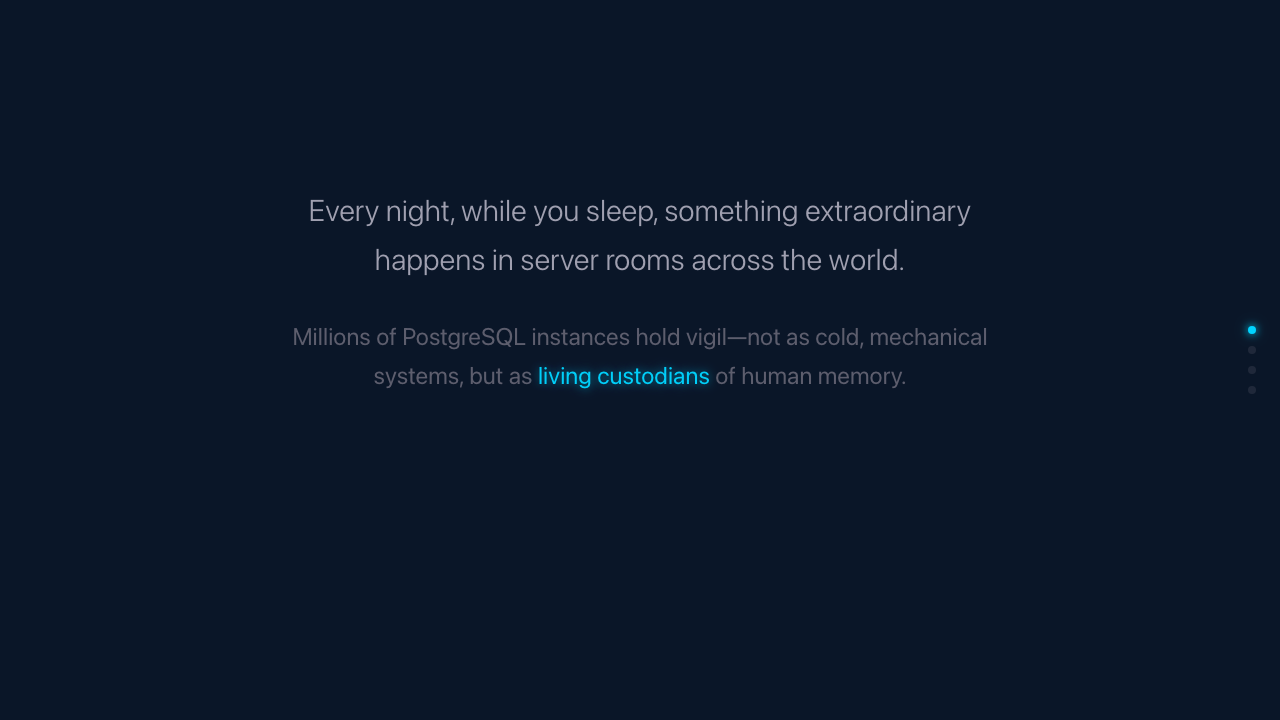 Every night, while you sleep, something extraordinary
happens in server rooms across the world.
Millions of PostgreSQL instances hold vigil—not as cold, mechanical
systems, but as living custodians of human memory.